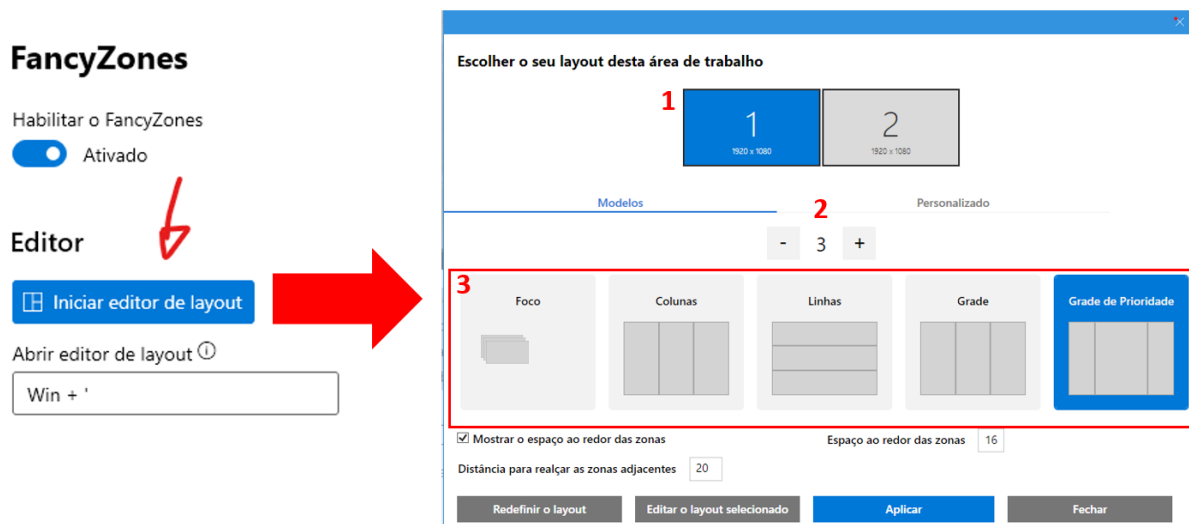 FancyZones
Habilitar o FancyZones
Ativado
Editor
Iniciar editor de layout
Abrir editor de layout
Win + '
Escolher o seu layout desta área de trabalho
1
1
1920 x 1080
2
1920 x 1080
Modelos
Personalizado
2
- 3 +
3
Foco
Colunas
Linhas
Grade
Grade de Prioridade
Mostrar o espaço ao redor das zonas
Espaço ao redor das zonas 16
Distância para realçar as zonas adjacentes 20
Redefinir o layout
Editar o layout selecionado
Aplicar
Fechar